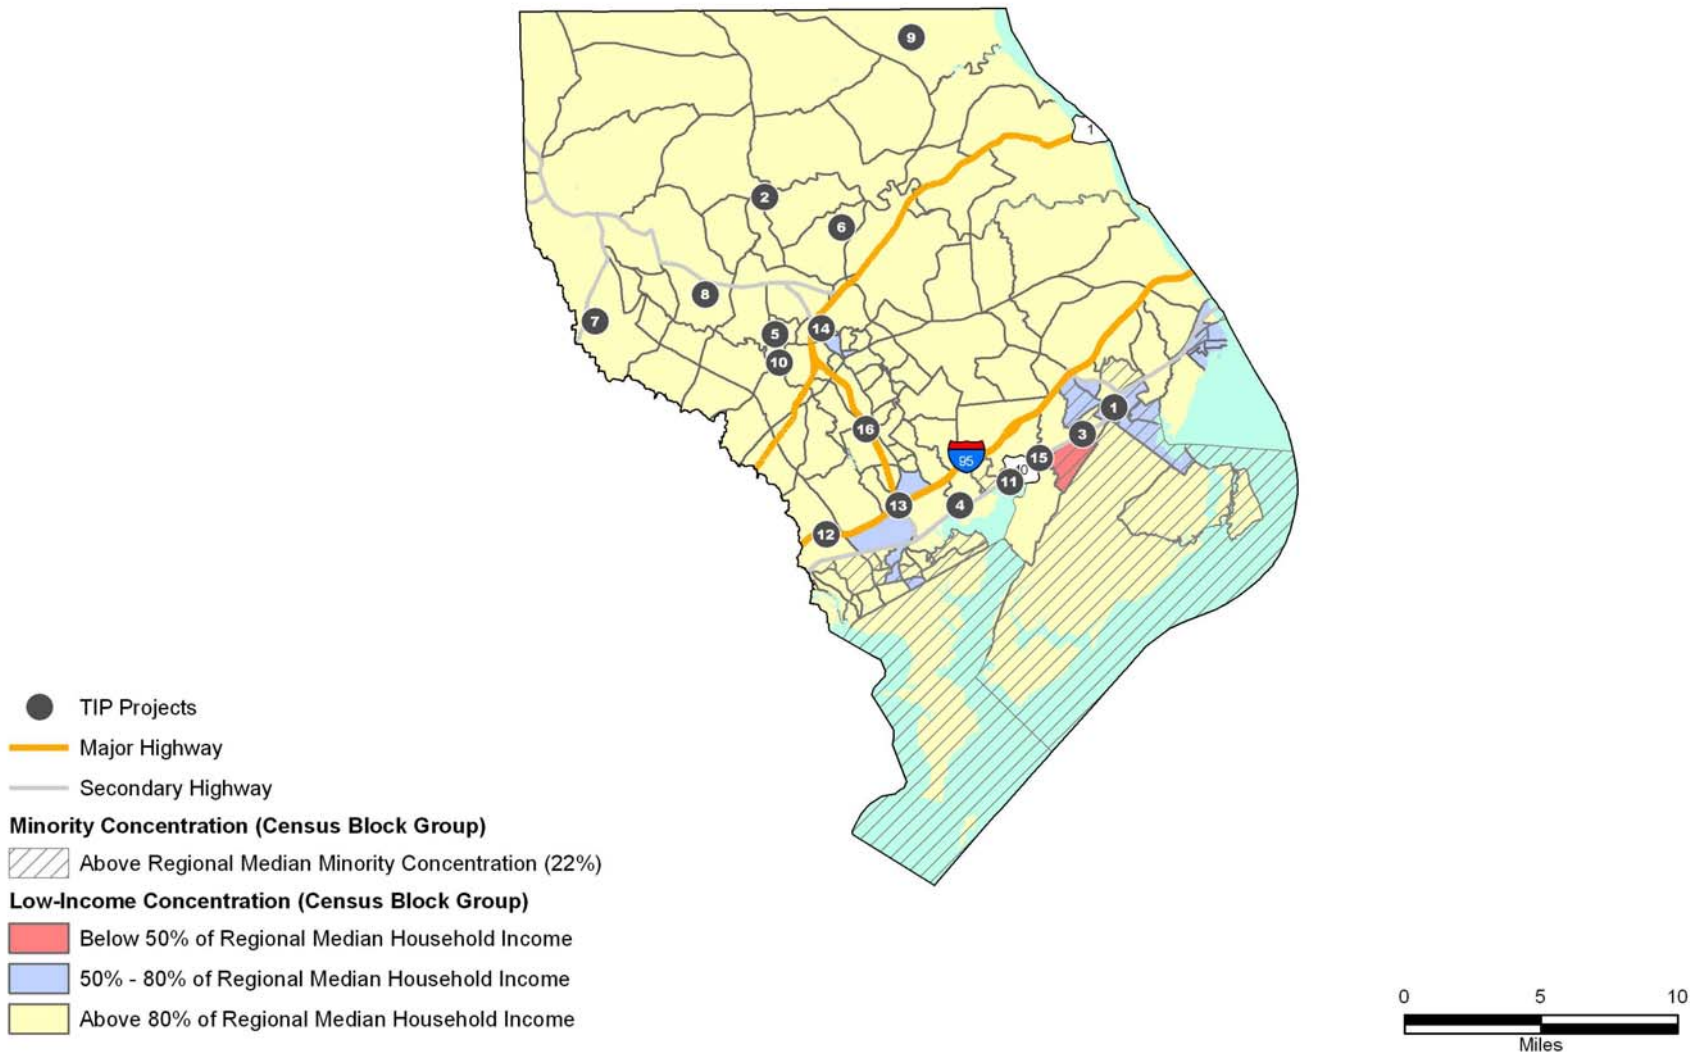 9
1
2
6
8
7
5
14
10
1
16
3
95
15
40
11
13
4
12
TIP Projects
Major Highway
Secondary Highway
Minority Concentration (Census Block Group)
Above Regional Median Minority Concentration (22%)
Low-Income Concentration (Census Block Group)
Below 50% of Regional Median Household Income
50% - 80% of Regional Median Household Income
Above 80% of Regional Median Household Income
0 5 10
Miles